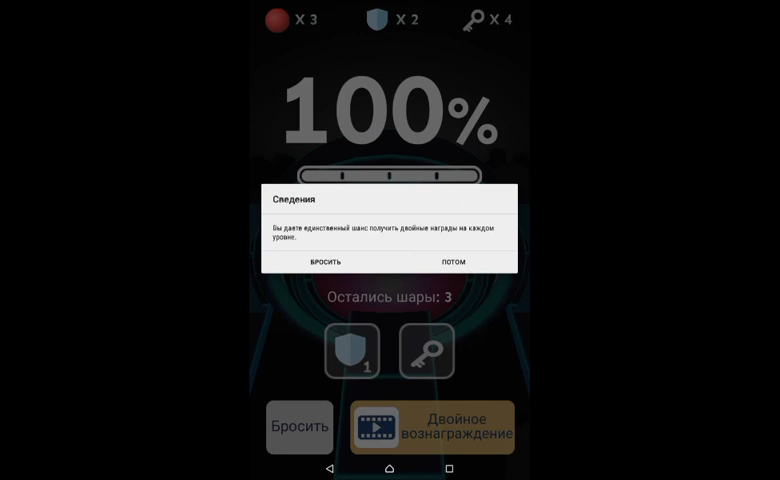 X 3
X 2
X 4
100%
Сведения
Вы даете единственный шанс получить двойные награды на каждом
уровне.
БРОСИТЬ
ПОТОМ
Остались шары: 3
1
Бросить
Двойное
вознаграждение